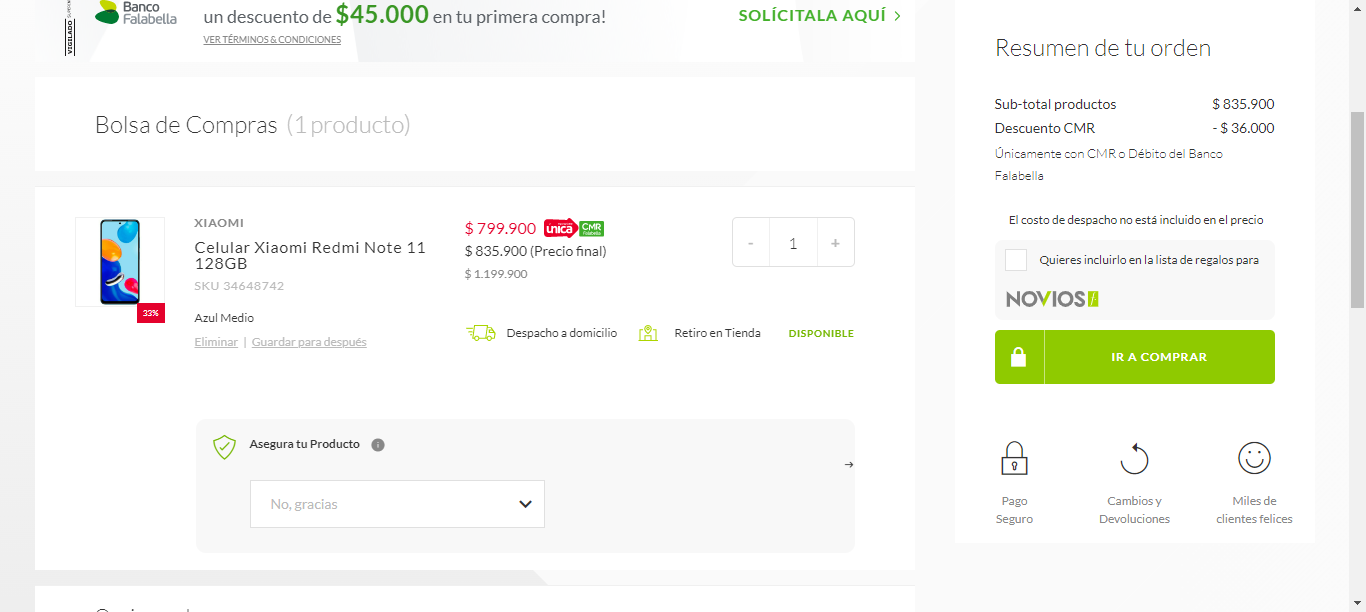 Banco
Falabella
VIGILADO
un descuento de $45.000 en tu primera compra!
VER TÉRMINOS & CONDICIONES
SOLÍCITALA AQUÍ >
Bolsa de Compras (1 producto)
XIAOMI
Celular Xiaomi Redmi Note 11
128GB
SKU 34648742
33%
Azul Medio
Eliminar | Guardar para después
$ 799.900 única CMR
$ 835.900 (Precio final)
$ 1.199.900
- 1 +
Despacho a domicilio
Retiro en Tienda
DISPONIBLE
Asegura tu Producto
No, gracias
Resumen de tu orden
Sub-total productos $ 835.900
Descuento CMR - $ 36.000
Únicamente con CMR o Débito del Banco
Falabella
El costo de despacho no está incluido en el precio
Quieres incluirlo en la lista de regalos para
NOVIOS
IR A COMPRAR
Pago
Seguro
Cambios y
Devoluciones
Miles de
clientes felices